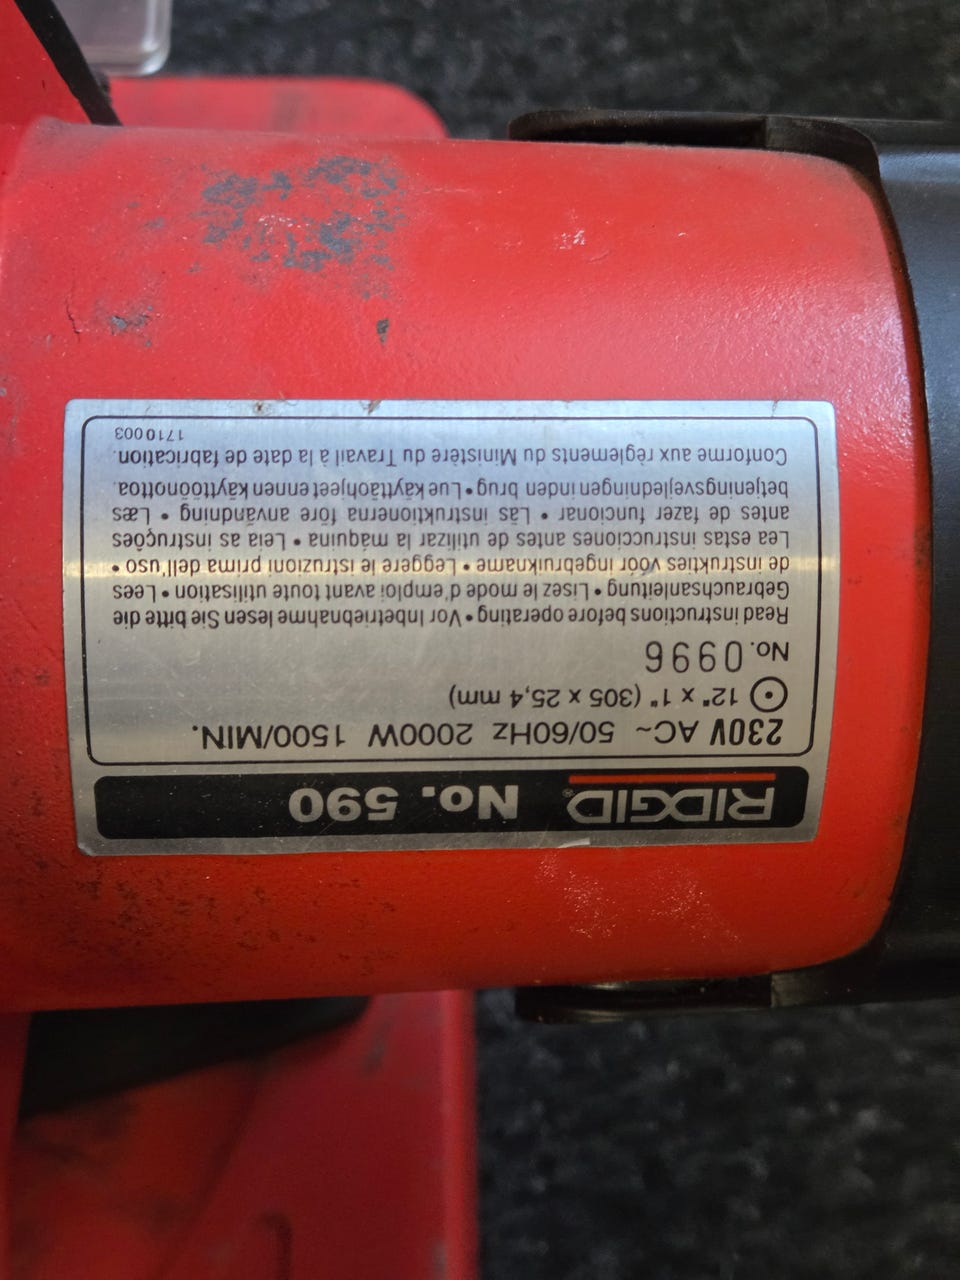 RIDGID® No. 590
230V AC~ 50/60Hz 2000W 1500/MIN.
12" x 1" (305 x 25,4 mm)
No. 0996
Read instructions before operating • Vor Inbetriebnahme lesen Sie bitte die
Gebrauchsanleitung • Lisez le mode d'emploi avant toute utilisation • Lees
de instrukties vóór ingebruikname • Leggere le istruzioni prima dell'uso •
Lea estas instrucciones antes de utilizar la máquina • Leia as instruções
antes de fazer funcionar • Läs instruktionerna före användning • Læs
betjeningsvejledningen inden brug • Lue käyttäohjeet ennen käyttöönottoa.
Conforme aux règlements du Ministère du Travail à la date de fabrication.
1710003